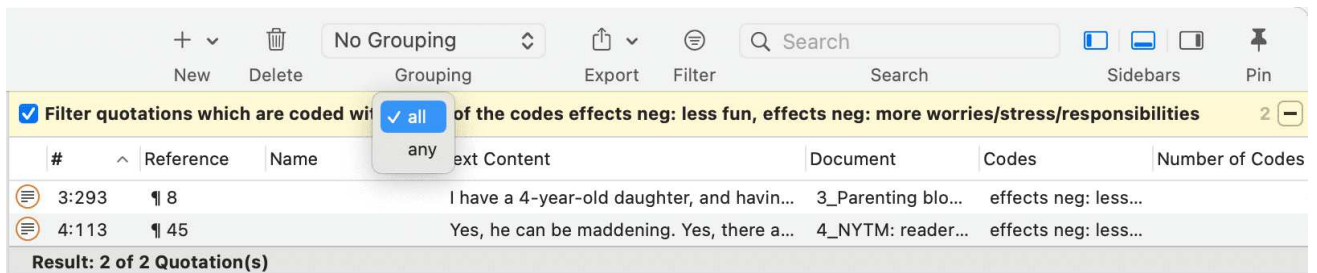 No Grouping
Search
New Delete Grouping Export Filter Search Sidebars Pin
Filter quotations which are coded wit all of the codes effects neg: less fun, effects neg: more worries/stress/responsibilities 2
any
# Reference Name ext Content Document Codes Number of Codes
3:293 ¶ 8 I have a 4-year-old daughter, and havin... 3_Parenting blo... effects neg: less...
4:113 ¶ 45 Yes, he can be maddening. Yes, there a... 4_NYTM: reader... effects neg: less...
Result: 2 of 2 Quotation(s)